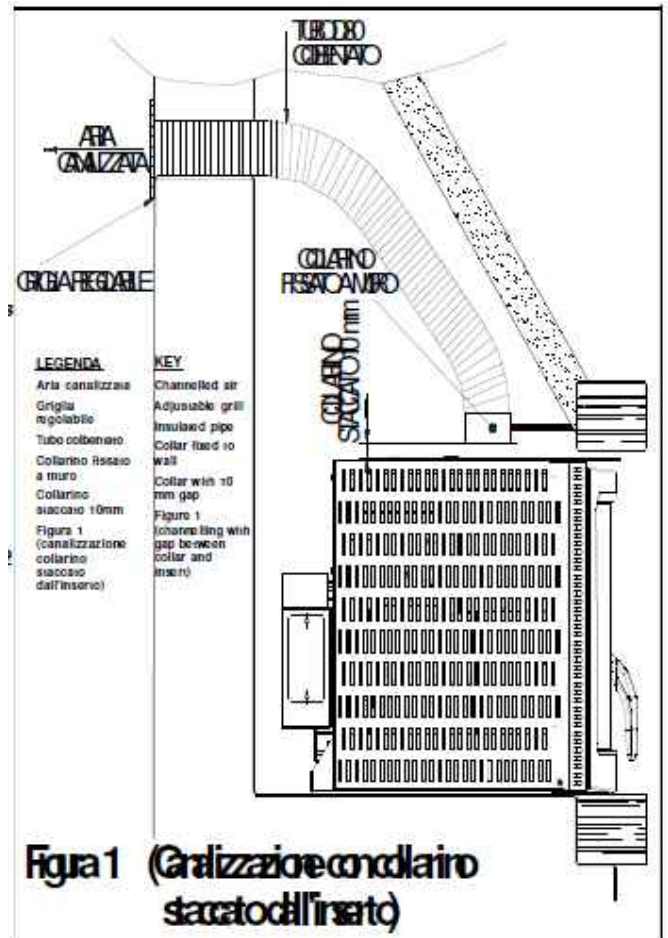 TUBO COIBENTATO
ARIA
CANALIZZATA
COLLARINO
FISSATO A MURO
GRIGLIA REGOLABILE
COLLARINO
STACCATO 10 mm
LEGENDA
Aria canalizzata
Griglia
regolabile
Tubo coibentato
Collarino fissato
a muro
Collarino
staccato 10mm
Figura 1
(canalizzazione
collarino
staccato
dall'inserto)
KEY
Channelled air
Adjustable grill
Insulated pipe
Collar fixed to
wall
Collar with 10
mm gap
Figure 1
(channelling with
gap between
collar and
insert)
Figura 1 (Canalizzazione con collarino
staccato dall'inserto)